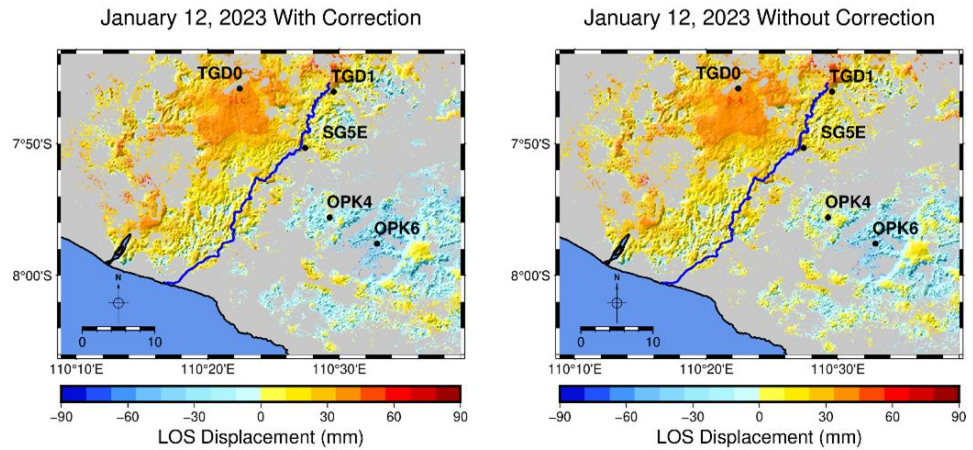 January 12, 2023 With Correction
TGD0
TGD1
7°50'S
SG5E
OPK4
OPK6
8°00'S
N
0 10
110°10'E 110°20'E 110°30'E
−90 −60 −30 0 30 60 90
LOS Displacement (mm)
January 12, 2023 Without Correction
TGD0
TGD1
7°50'S
SG5E
OPK4
OPK6
8°00'S
N
0 10
110°10'E 110°20'E 110°30'E
−90 −60 −30 0 30 60 90
LOS Displacement (mm)